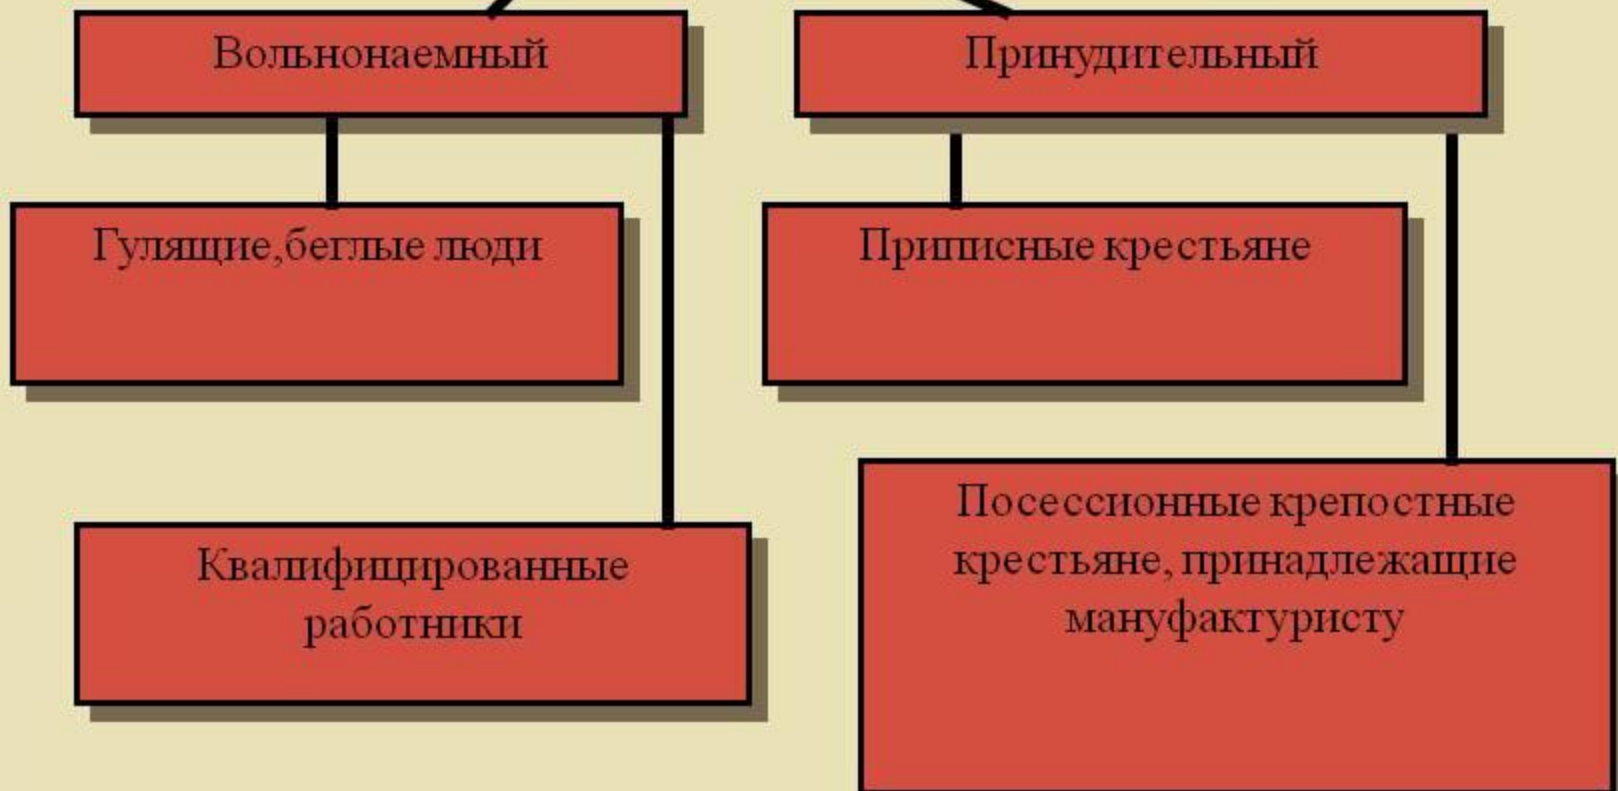 Вольнонаемный
Принудительный
Гулящие,беглые люди
Приписные крестьяне
Квалифицированные
работники
Посессионные крепостные
крестьяне, принадлежащие
мануфактуристу